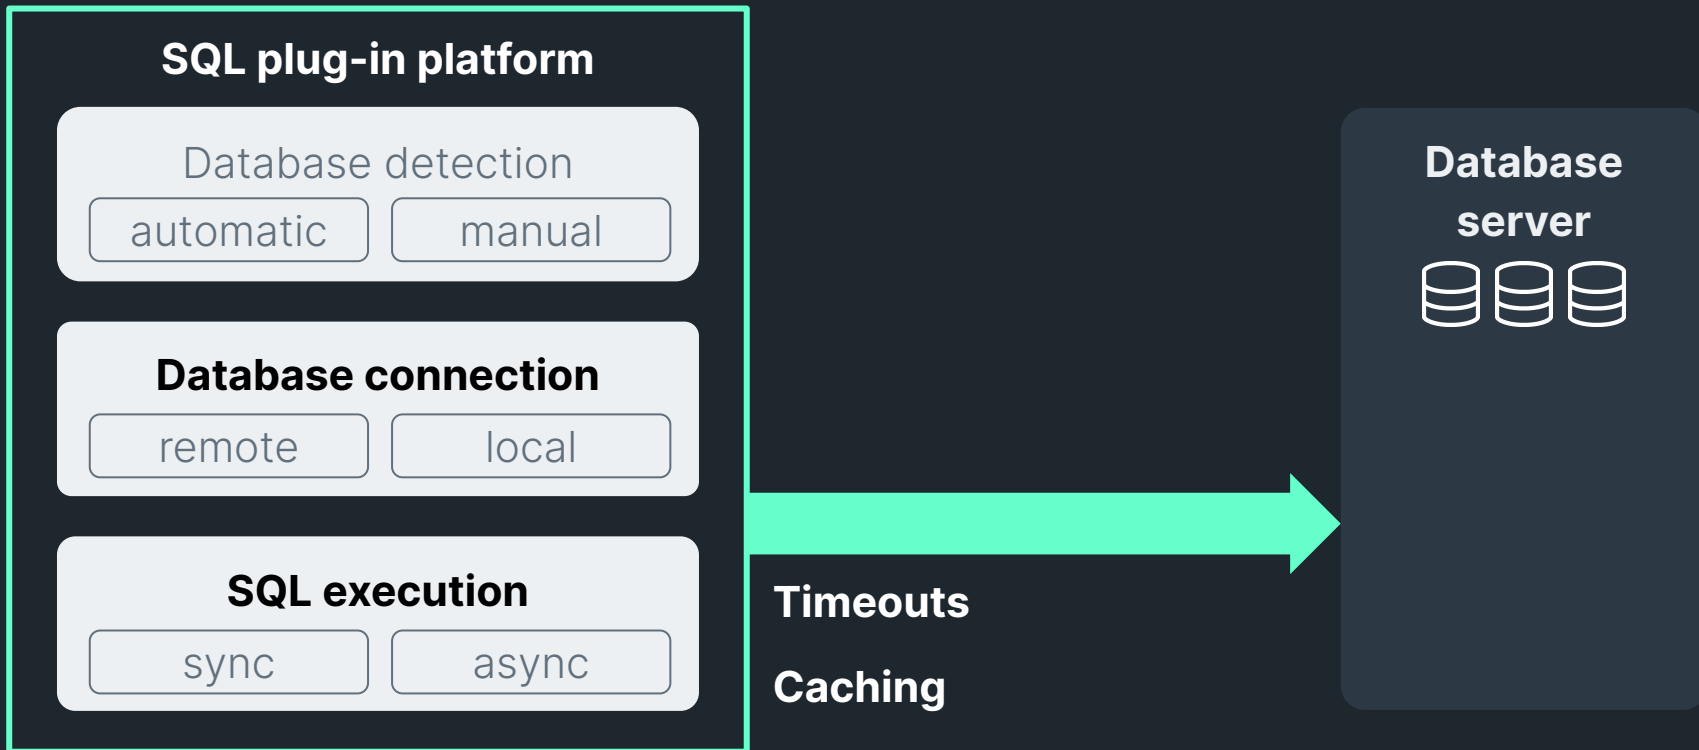 SQL plug-in platform
Database detection
automatic
manual
Database connection
remote
local
SQL execution
sync
async
Timeouts
Caching
Database
server